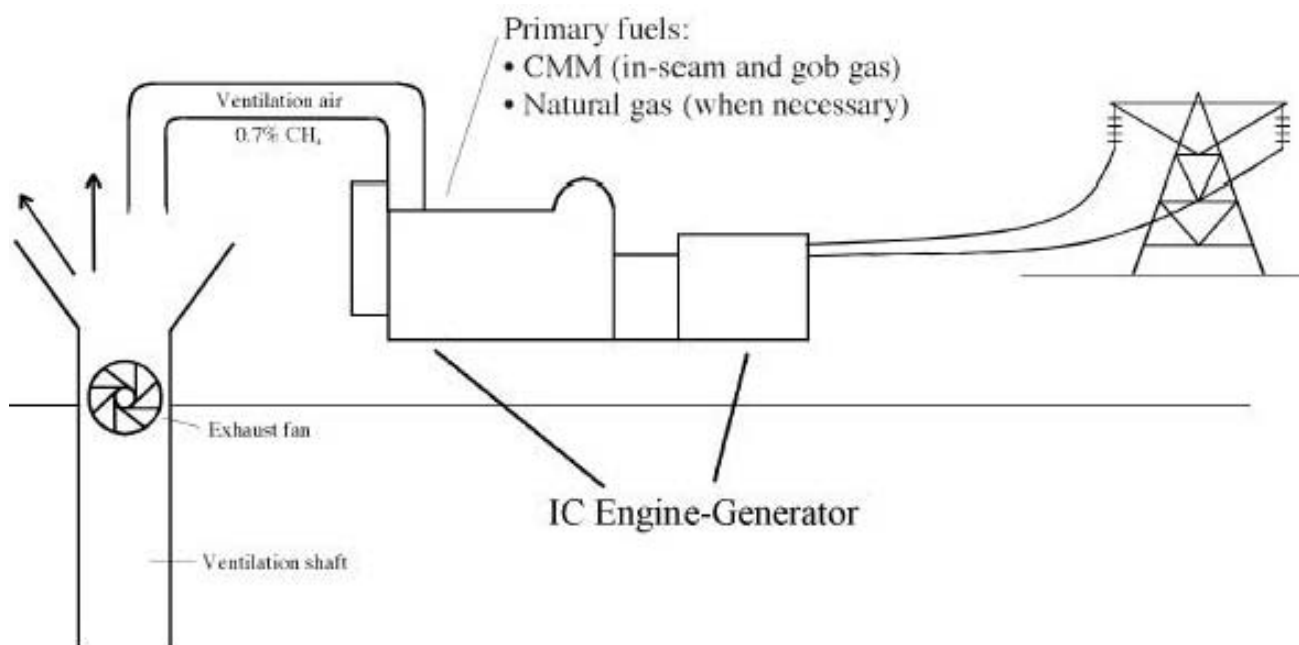 Primary fuels:
• CMM (in-seam and gob gas)
• Natural gas (when necessary)
Ventilation air
0.7% CH₄
Exhaust fan
IC Engine-Generator
Ventilation shaft